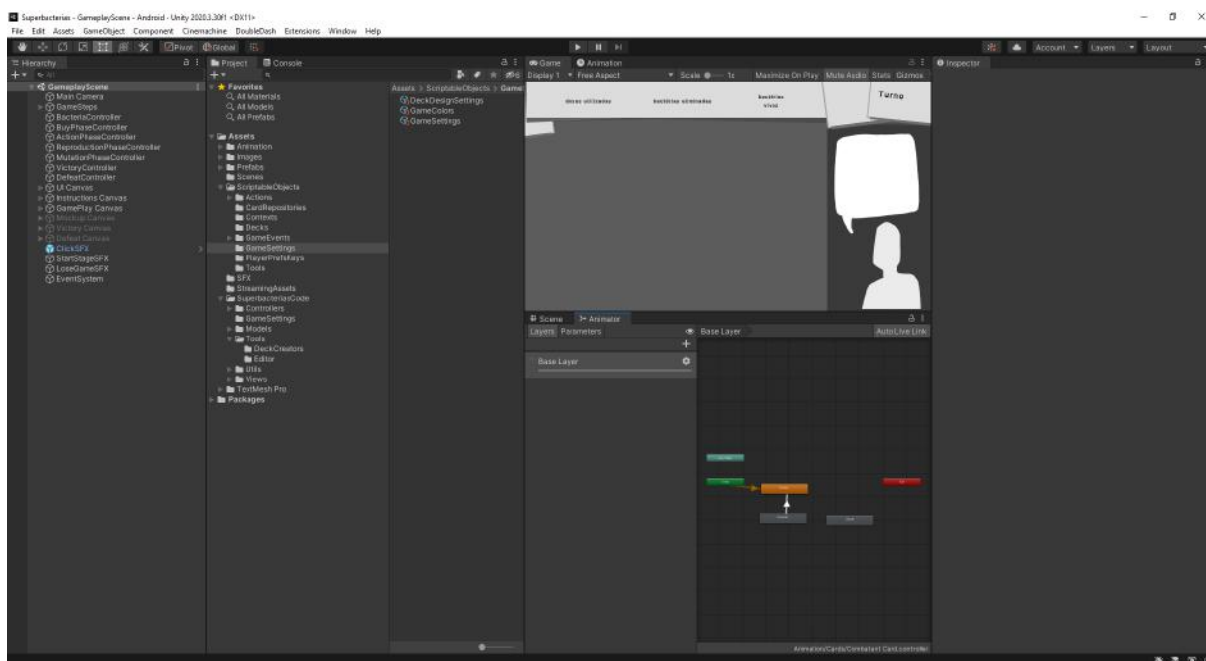 Superbacterias - GameplayScene - Android - Unity 2020.3.30f1 <DX11>
File Edit Assets GameObject Component Cinemachine DoubleDash Extensions Window Help
Pivot Global
Account Layers Layout
Hierarchy
All
GameplayScene
Main Camera
GameSteps
BacteriaController
BuyPhaseController
ActionPhaseController
ReproductionPhaseController
MutationPhaseController
VictoryController
DefeatController
UI Canvas
Instructions Canvas
GamePlay Canvas
Mockup Canvas
Victory Canvas
Defeat Canvas
ClickSFX
StartStageSFX
LoseGameSFX
EventSystem
Project Console
Favorites
All Materials
All Models
All Prefabs
Assets
Animation
Images
Prefabs
Scenes
ScriptableObjects
Actions
CardRepositories
Contexts
Decks
GameEvents
GameSettings
PlayerPrefsKeys
Tools
SFX
StreamingAssets
SuperbacteriasCode
Controllers
GameSettings
Models
Tools
DeckCreators
Editor
Utils
Views
TextMesh Pro
Packages
Assets > ScriptableObjects > Game
DeckDesignSettings
GameColors
GameSettings
Game Animation
Display 1 Free Aspect Scale 1x Maximize On Play Mute Audio Stats Gizmos
Turno
Scene Animator
Layers Parameters Base Layer Auto Live Link
Base Layer
Animation/Cards/Combatant Card.controller
Inspector